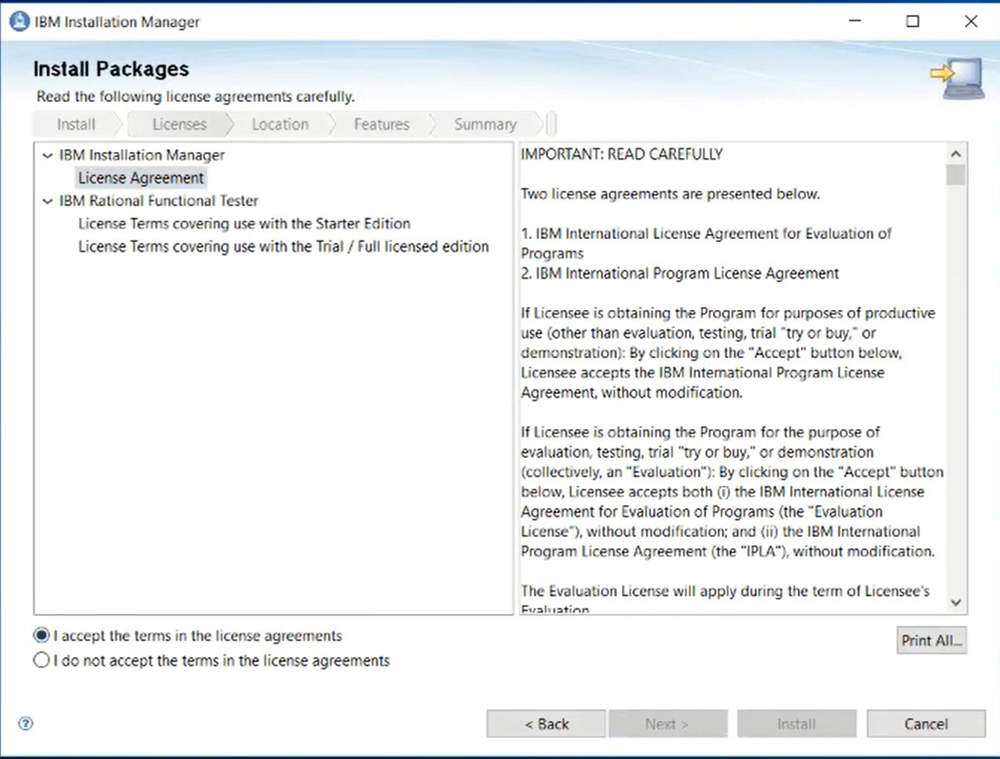 IBM Installation Manager
Install Packages
Read the following license agreements carefully.
Install
Licenses
Location
Features
Summary
IBM Installation Manager
License Agreement
IBM Rational Functional Tester
License Terms covering use with the Starter Edition
License Terms covering use with the Trial / Full licensed edition
IMPORTANT: READ CAREFULLY
Two license agreements are presented below.
1. IBM International License Agreement for Evaluation of
Programs
2. IBM International Program License Agreement
If Licensee is obtaining the Program for purposes of productive
use (other than evaluation, testing, trial "try or buy," or
demonstration): By clicking on the "Accept" button below,
Licensee accepts the IBM International Program License
Agreement, without modification.
If Licensee is obtaining the Program for the purpose of
evaluation, testing, trial "try or buy," or demonstration
(collectively, an "Evaluation"): By clicking on the "Accept" button
below, Licensee accepts both (i) the IBM International License
Agreement for Evaluation of Programs (the "Evaluation
License"), without modification; and (ii) the IBM International
Program License Agreement (the "IPLA"), without modification.
The Evaluation License will apply during the term of Licensee's
Evaluation
I accept the terms in the license agreements
I do not accept the terms in the license agreements
Print All...
?
< Back
Next >
Install
Cancel